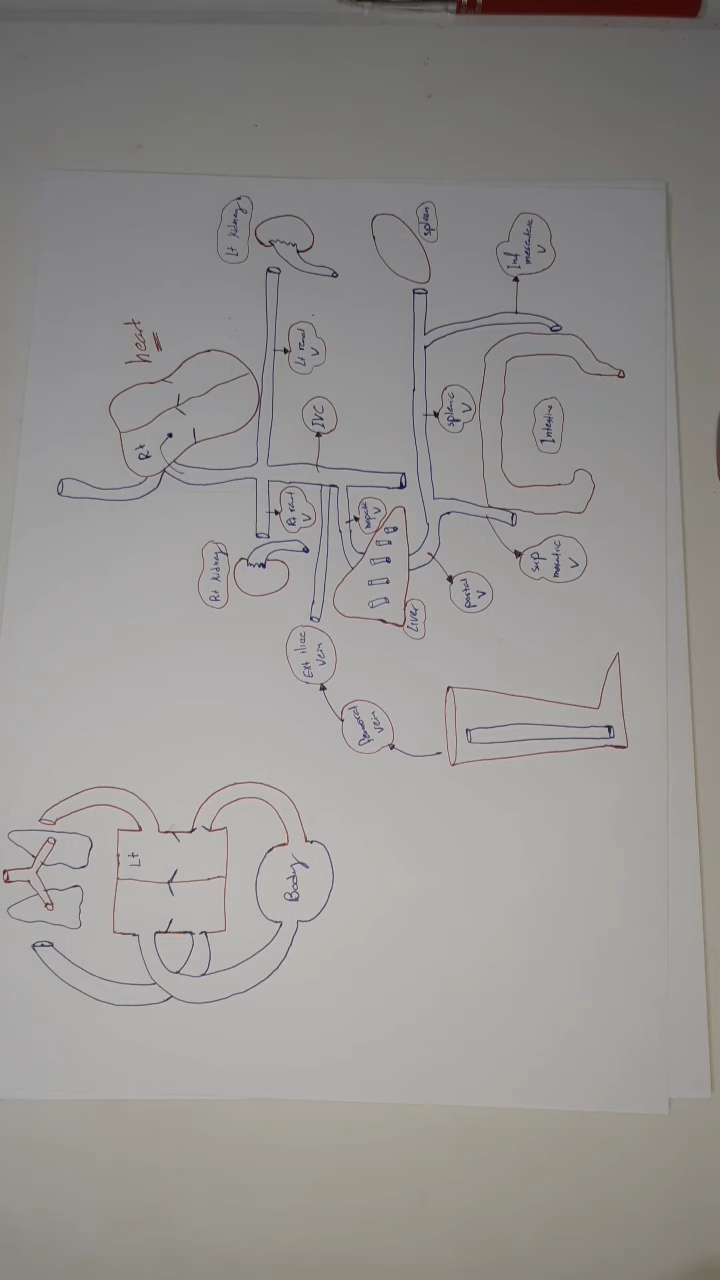 heart
Rt
Lt kidney
Lt renal
V
IVC
Rt renal
V
Rt kidney
hepatic
V
Liver
spleen
splenic
V
Inf
mesenteric
V
Intestine
sup
mesenteric
V
portal
V
Ext iliac
vein
femoral
vein
Lt
Body